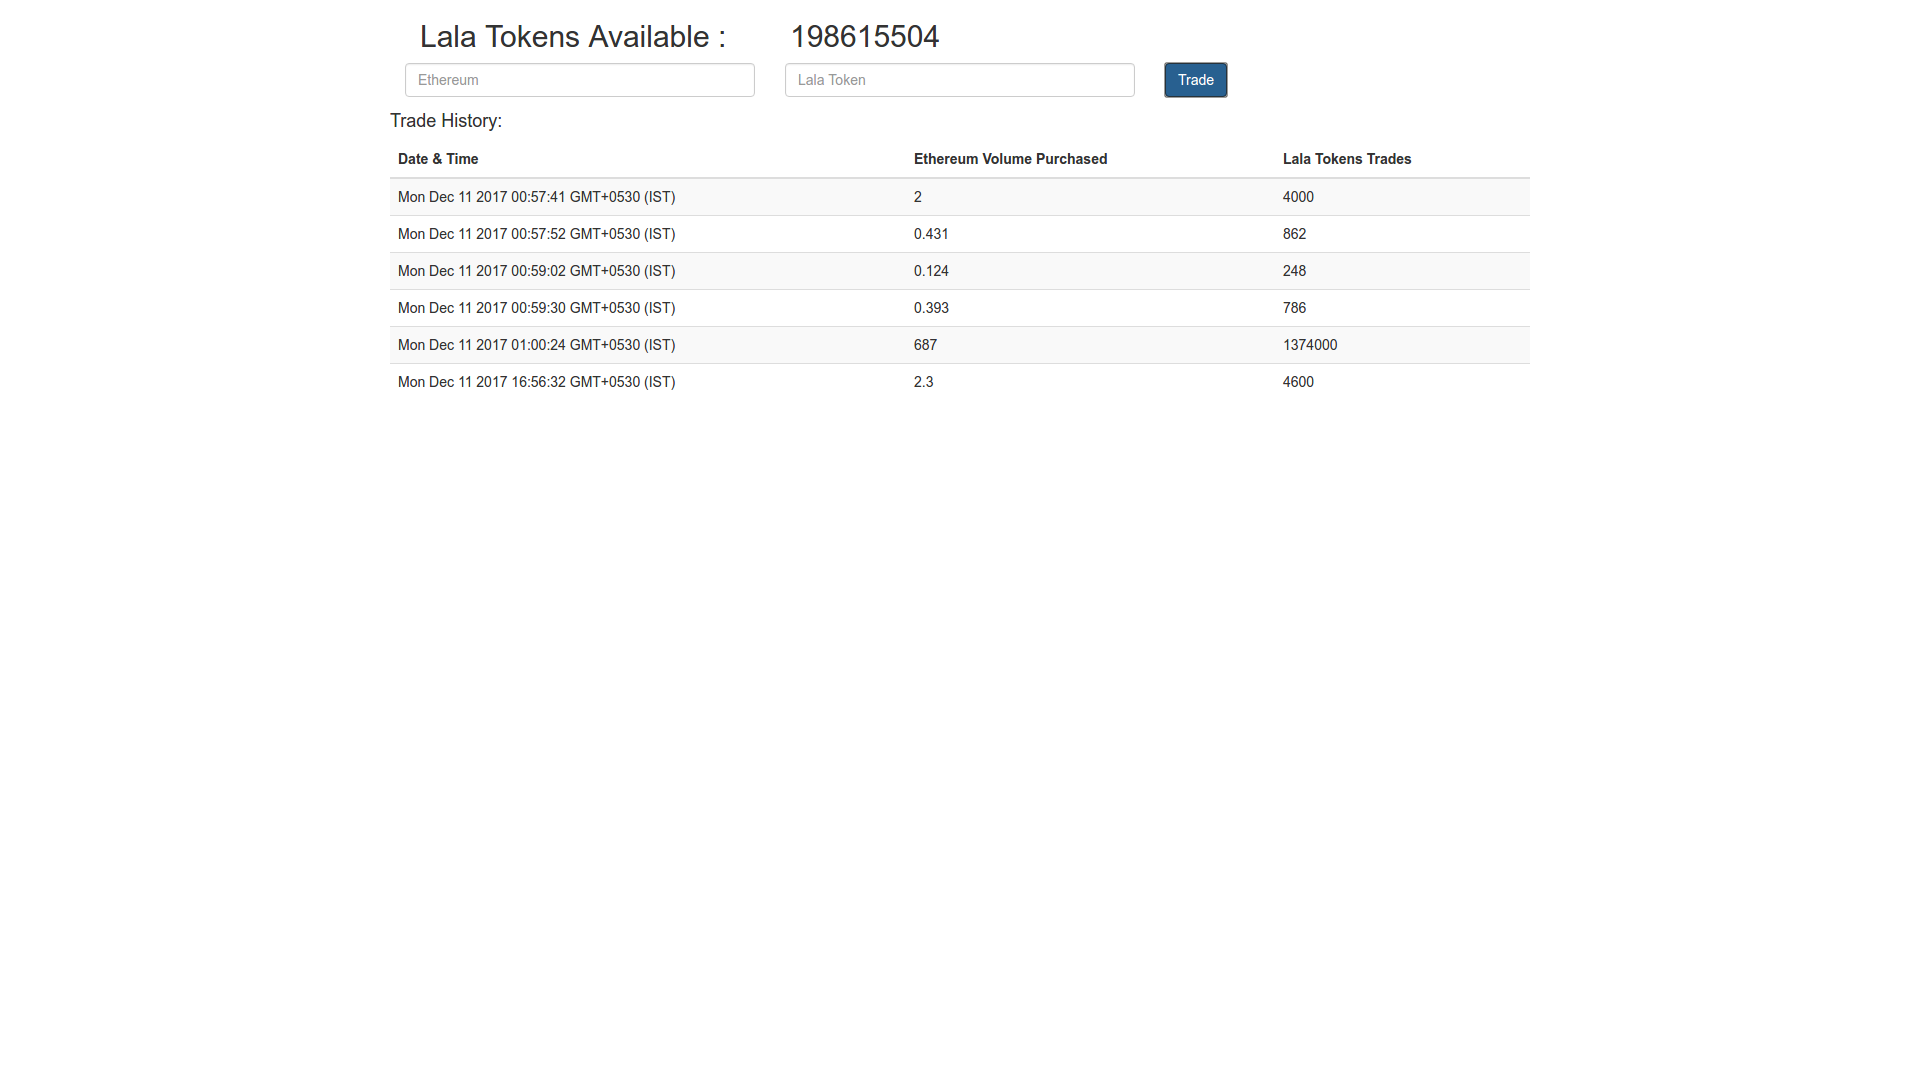 Lala Tokens Available : 198615504
Ethereum Lala Token Trade
Trade History:
Date & Time Ethereum Volume Purchased Lala Tokens Trades
Mon Dec 11 2017 00:57:41 GMT+0530 (IST) 2 4000
Mon Dec 11 2017 00:57:52 GMT+0530 (IST) 0.431 862
Mon Dec 11 2017 00:59:02 GMT+0530 (IST) 0.124 248
Mon Dec 11 2017 00:59:30 GMT+0530 (IST) 0.393 786
Mon Dec 11 2017 01:00:24 GMT+0530 (IST) 687 1374000
Mon Dec 11 2017 16:56:32 GMT+0530 (IST) 2.3 4600